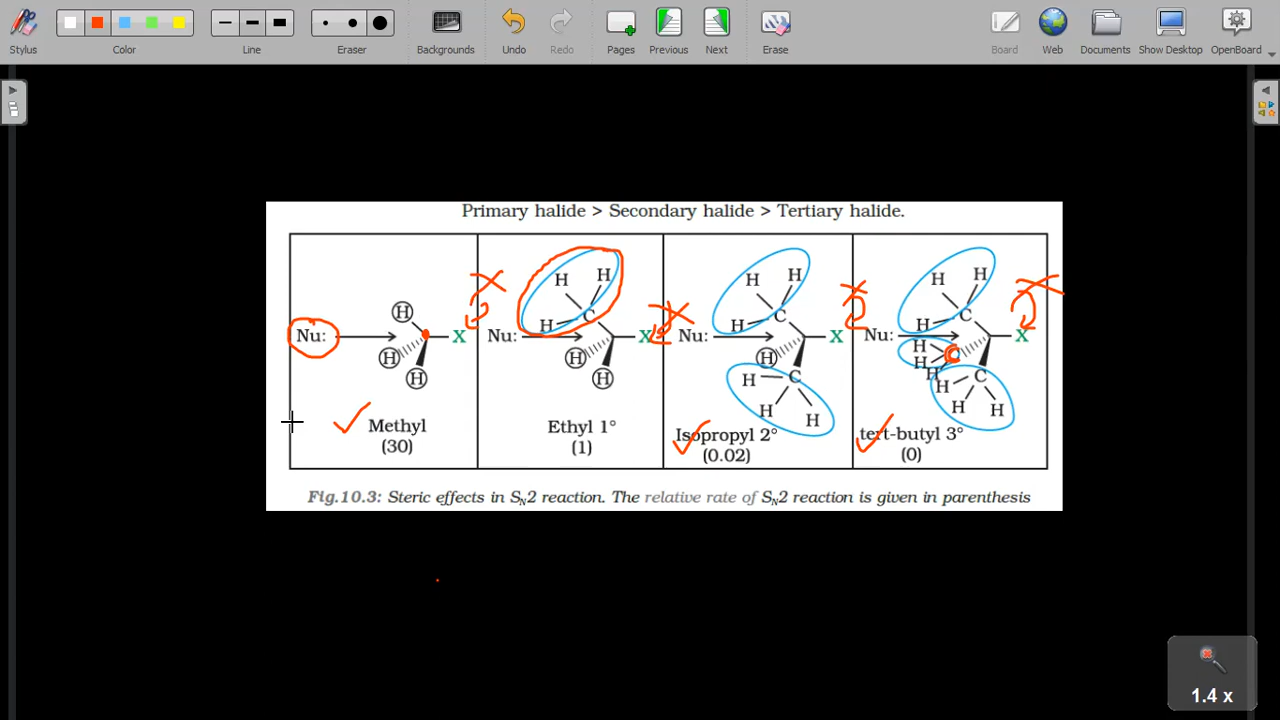 Stylus Color Line Eraser Backgrounds Undo Redo Pages Previous Next Erase Board Web Documents Show Desktop OpenBoard
Primary halide > Secondary halide > Tertiary halide.
Nu: H H H X
Methyl
(30)
Nu: H H H C H H X
Ethyl 1°
(1)
Nu: H H H C H X
H C H H
Isopropyl 2°
(0.02)
Nu: H H H C X
H H H C
H C H H
tert-butyl 3°
(0)
Fig.10.3: Steric effects in SN2 reaction. The relative rate of SN2 reaction is given in parenthesis
1.4 x